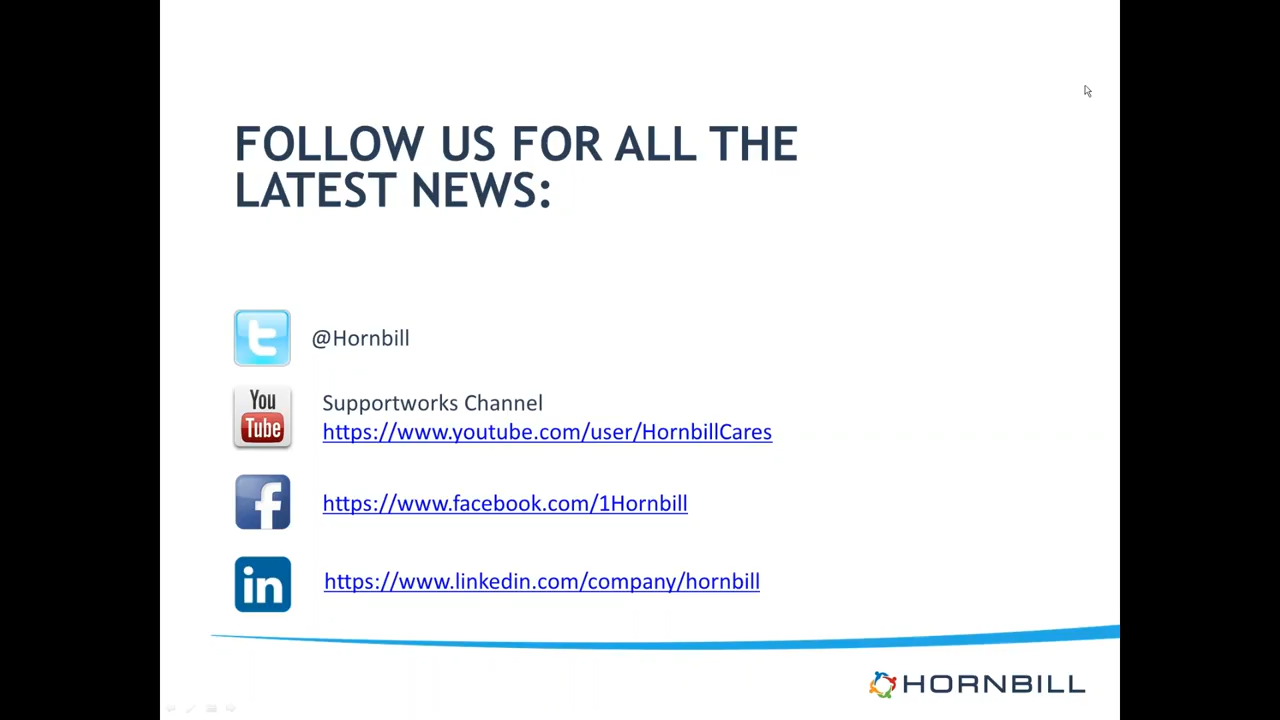 FOLLOW US FOR ALL THE
LATEST NEWS:
@Hornbill
You
Tube
Supportworks Channel
https://www.youtube.com/user/HornbillCares
https://www.facebook.com/1Hornbill
in
https://www.linkedin.com/company/hornbill
HORNBILL